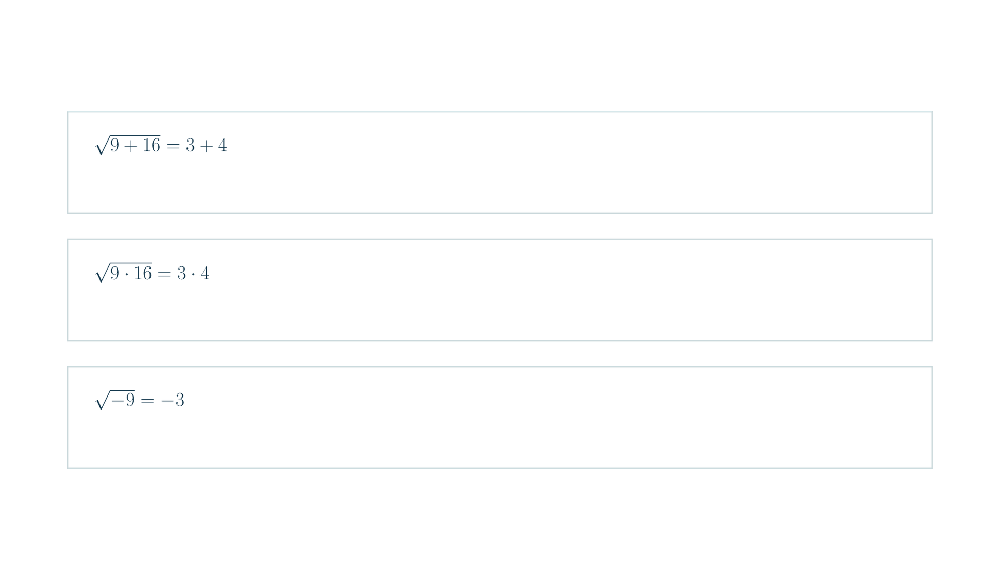 √(9 + 16) = 3 + 4
√(9 · 16) = 3 · 4
√(−9) = −3